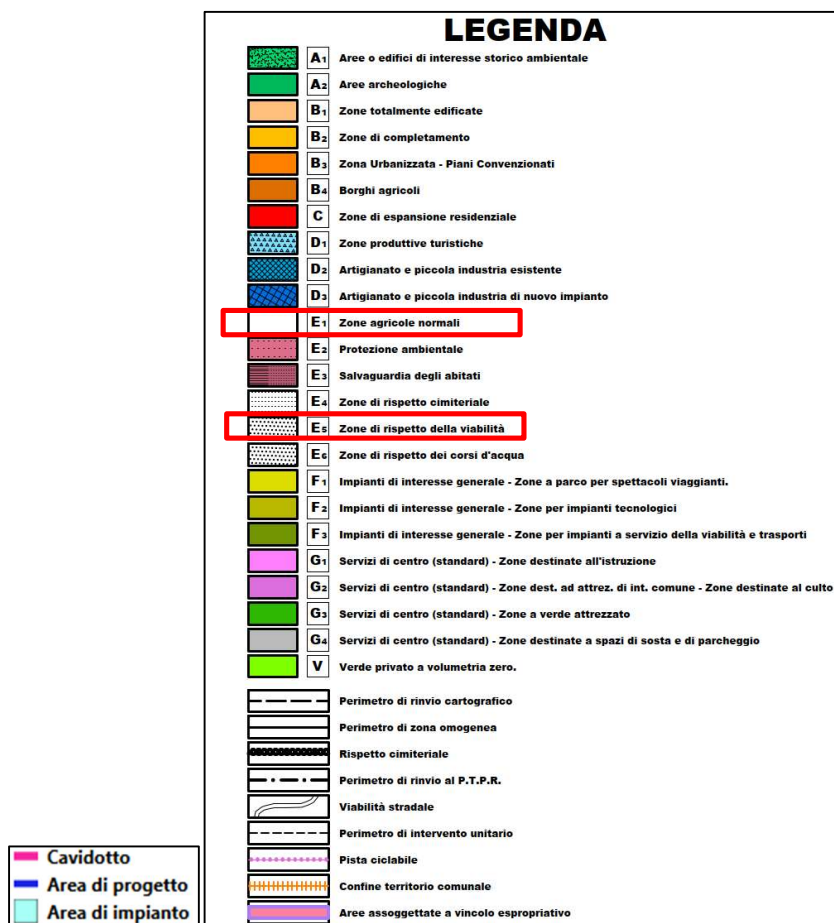 LEGENDA
A1 Aree o edifici di interesse storico ambientale
A2 Aree archeologiche
B1 Zone totalmente edificate
B2 Zone di completamento
B3 Zona Urbanizzata - Piani Convenzionati
B4 Borghi agricoli
C Zone di espansione residenziale
D1 Zone produttive turistiche
D2 Artigianato e piccola industria esistente
D3 Artigianato e piccola industria di nuovo impianto
E1 Zone agricole normali
E2 Protezione ambientale
E3 Salvaguardia degli abitati
E4 Zone di rispetto cimiteriale
E5 Zone di rispetto della viabilità
E6 Zone di rispetto dei corsi d'acqua
F1 Impianti di interesse generale - Zone a parco per spettacoli viaggianti.
F2 Impianti di interesse generale - Zone per impianti tecnologici
F3 Impianti di interesse generale - Zone per impianti a servizio della viabilità e trasporti
G1 Servizi di centro (standard) - Zone destinate all'istruzione
G2 Servizi di centro (standard) - Zone dest. ad attrez. di int. comune - Zone destinate al culto
G3 Servizi di centro (standard) - Zone a verde attrezzato
G4 Servizi di centro (standard) - Zone destinate a spazi di sosta e di parcheggio
V Verde privato a volumetria zero.
Perimetro di rinvio cartografico
Perimetro di zona omogenea
Rispetto cimiteriale
Perimetro di rinvio al P.T.P.R.
Viabilità stradale
Perimetro di intervento unitario
Pista ciclabile
Confine territorio comunale
Aree assoggettate a vincolo espropriativo
Cavidotto
Area di progetto
Area di impianto